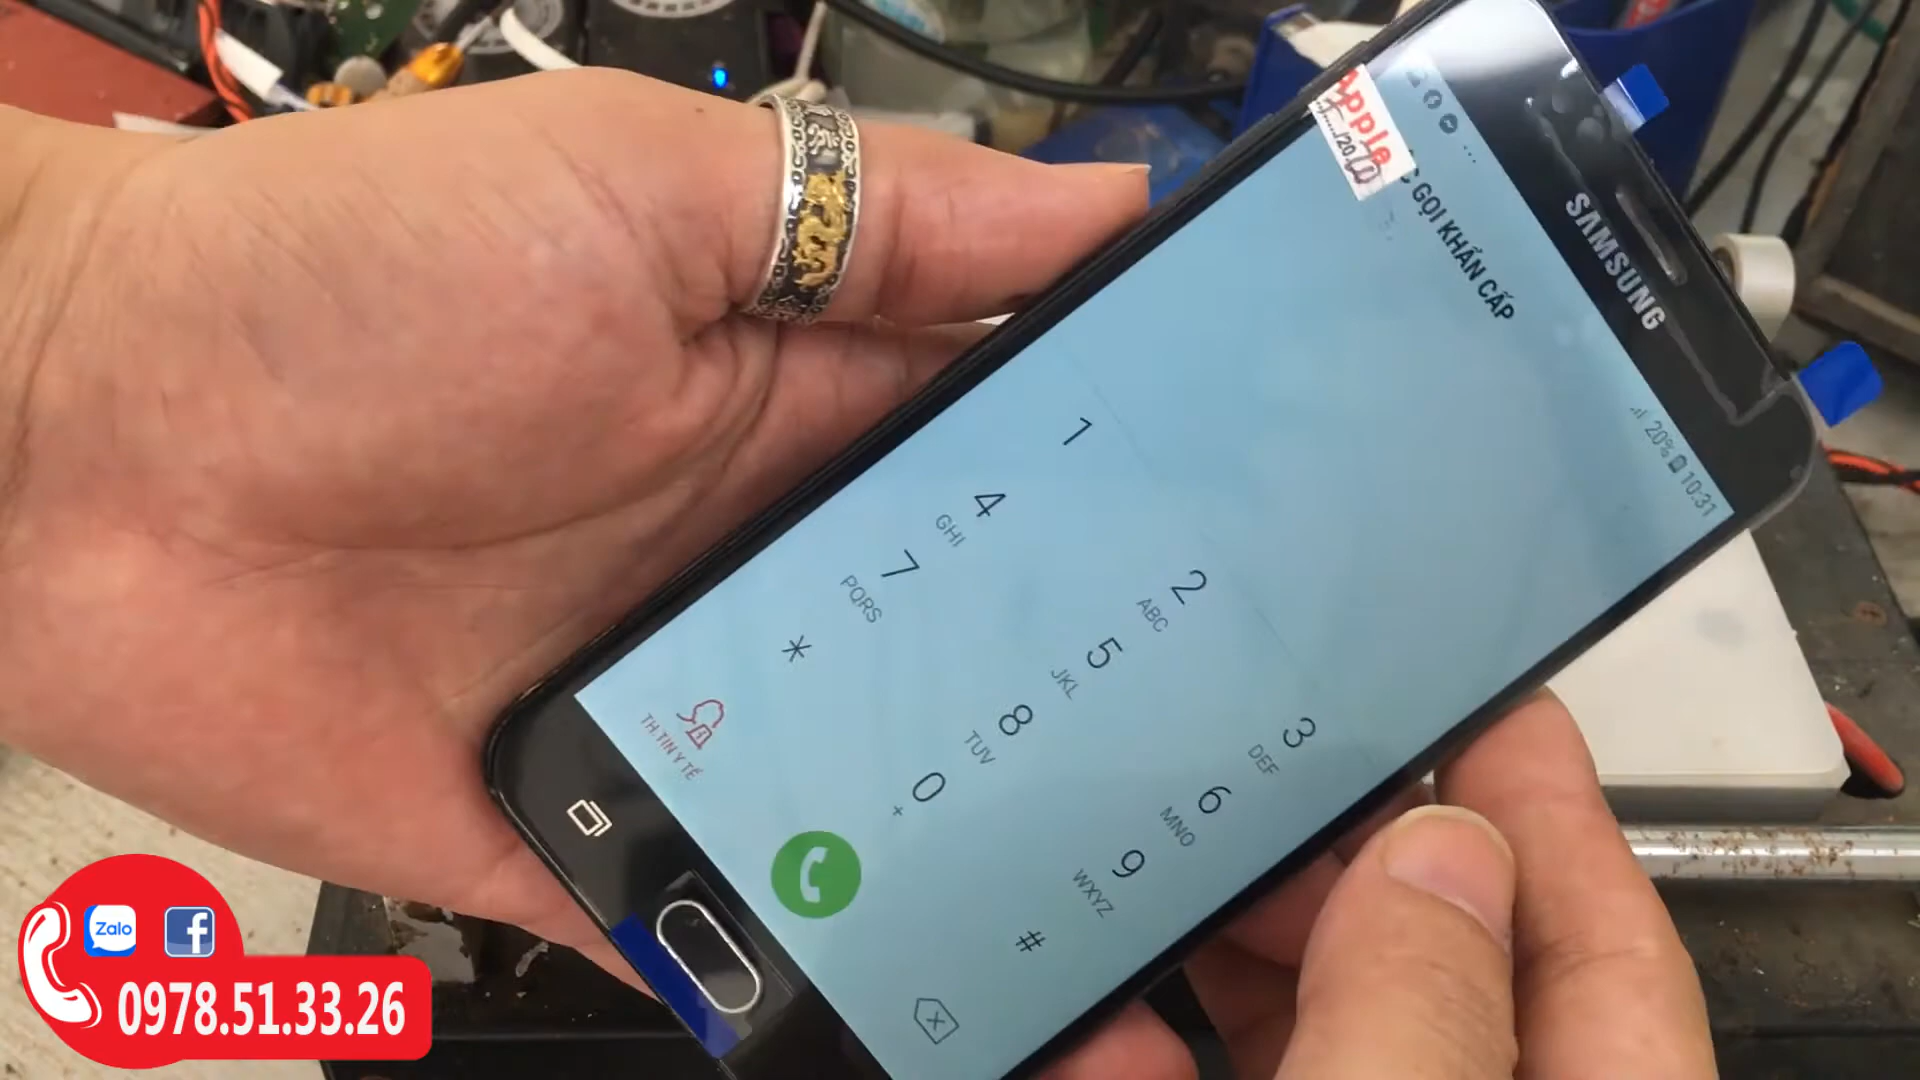 Apple
/20
SAMSUNG
GỌI KHẨN CẤP
20% 10:31
1
2
ABC
3
DEF
4
GHI
5
JKL
6
MNO
7
PQRS
8
TUV
9
WXYZ
*
0
+
#
TH.TIN Y TẾ
Zalo
f
0978.51.33.26